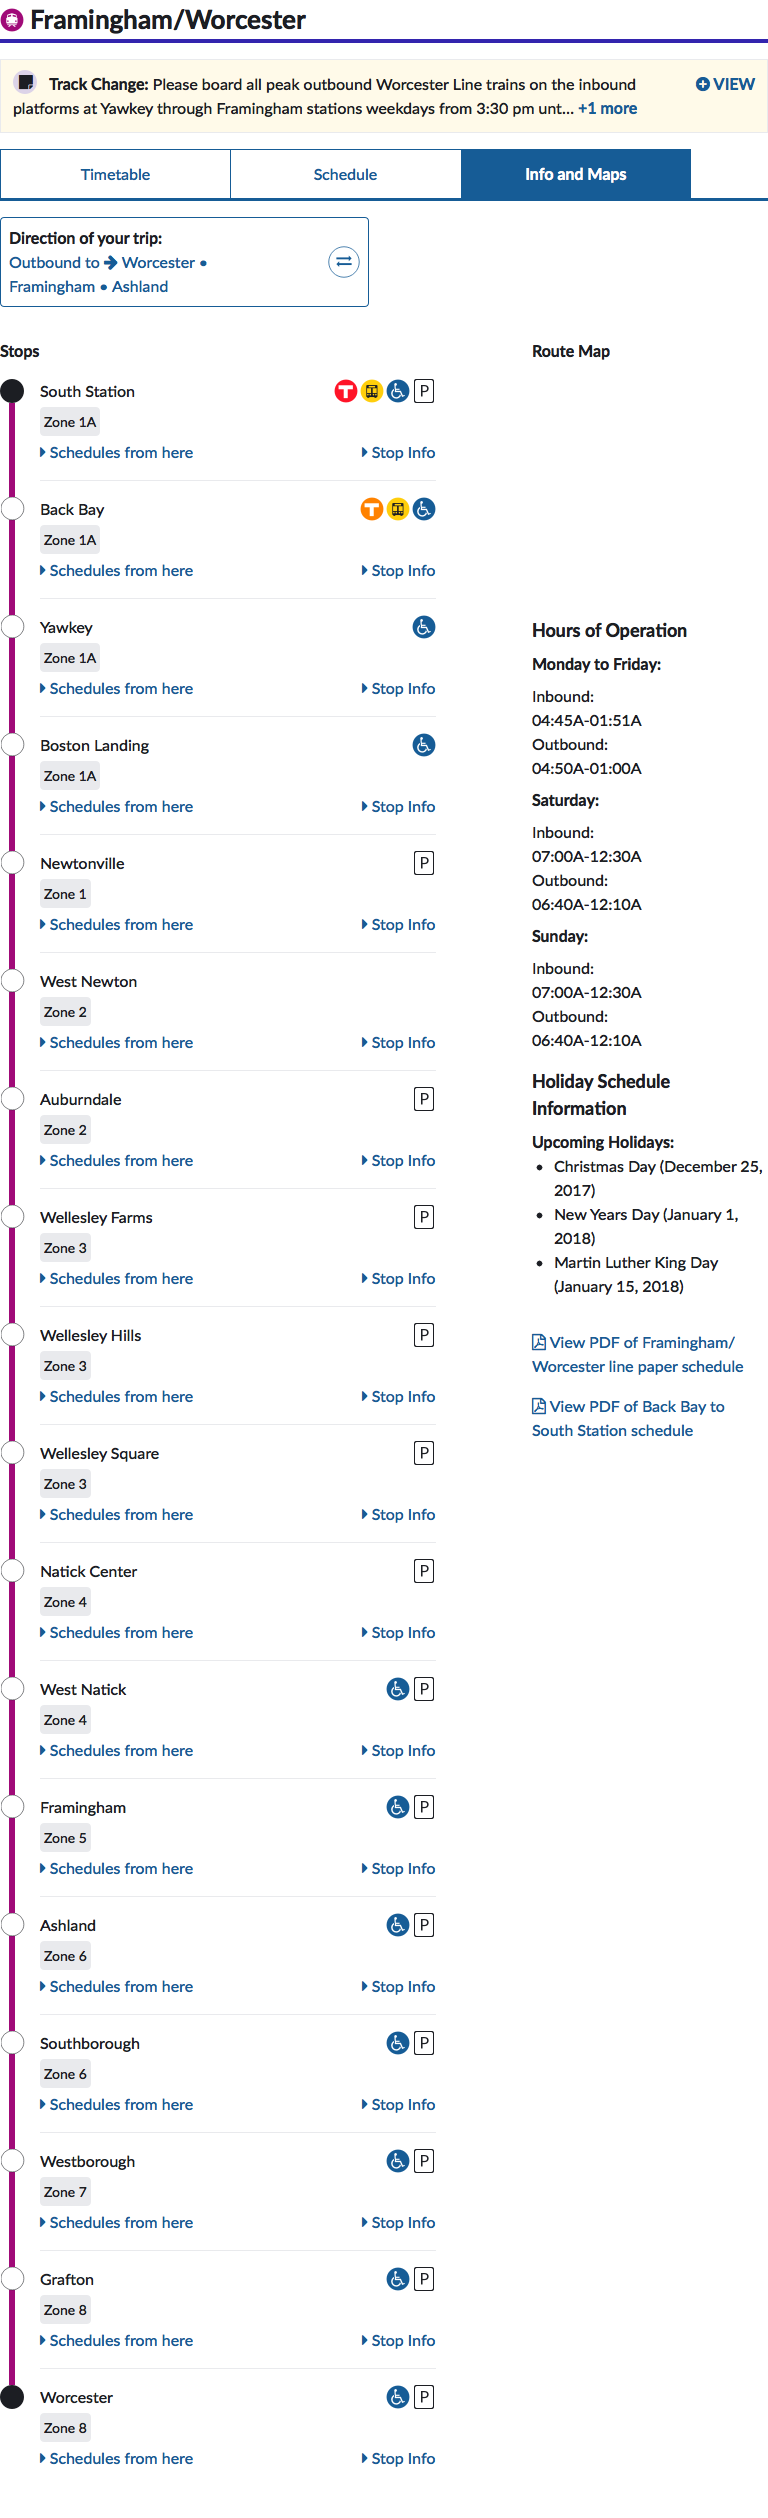 Framingham/Worcester
Track Change: Please board all peak outbound Worcester Line trains on the inbound
platforms at Yawkey through Framingham stations weekdays from 3:30 pm unt... +1 more
VIEW
Timetable
Schedule
Info and Maps
Direction of your trip:
Outbound to Worcester •
Framingham • Ashland
Stops
South Station
T
P
Zone 1A
Schedules from here
Stop Info
Back Bay
T
Zone 1A
Schedules from here
Stop Info
Yawkey
Zone 1A
Schedules from here
Stop Info
Boston Landing
Zone 1A
Schedules from here
Stop Info
Newtonville
P
Zone 1
Schedules from here
Stop Info
West Newton
Zone 2
Schedules from here
Stop Info
Auburndale
P
Zone 2
Schedules from here
Stop Info
Wellesley Farms
P
Zone 3
Schedules from here
Stop Info
Wellesley Hills
P
Zone 3
Schedules from here
Stop Info
Wellesley Square
P
Zone 3
Schedules from here
Stop Info
Natick Center
P
Zone 4
Schedules from here
Stop Info
West Natick
P
Zone 4
Schedules from here
Stop Info
Framingham
P
Zone 5
Schedules from here
Stop Info
Ashland
P
Zone 6
Schedules from here
Stop Info
Southborough
P
Zone 6
Schedules from here
Stop Info
Westborough
P
Zone 7
Schedules from here
Stop Info
Grafton
P
Zone 8
Schedules from here
Stop Info
Worcester
P
Zone 8
Schedules from here
Stop Info
Route Map
Hours of Operation
Monday to Friday:
Inbound:
04:45A-01:51A
Outbound:
04:50A-01:00A
Saturday:
Inbound:
07:00A-12:30A
Outbound:
06:40A-12:10A
Sunday:
Inbound:
07:00A-12:30A
Outbound:
06:40A-12:10A
Holiday Schedule
Information
Upcoming Holidays:
• Christmas Day (December 25,
2017)
• New Years Day (January 1,
2018)
• Martin Luther King Day
(January 15, 2018)
View PDF of Framingham/
Worcester line paper schedule
View PDF of Back Bay to
South Station schedule